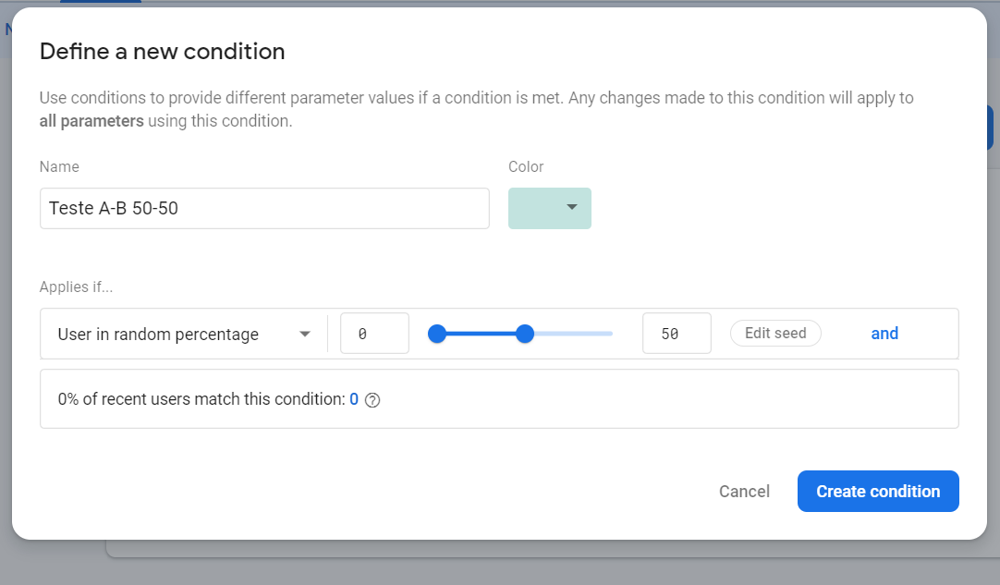 N
Define a new condition
Use conditions to provide different parameter values if a condition is met. Any changes made to this condition will apply to
all parameters using this condition.
Name Color
Teste A-B 50-50
Applies if...
User in random percentage 0 50 Edit seed and
0% of recent users match this condition: 0 ?
Cancel Create condition